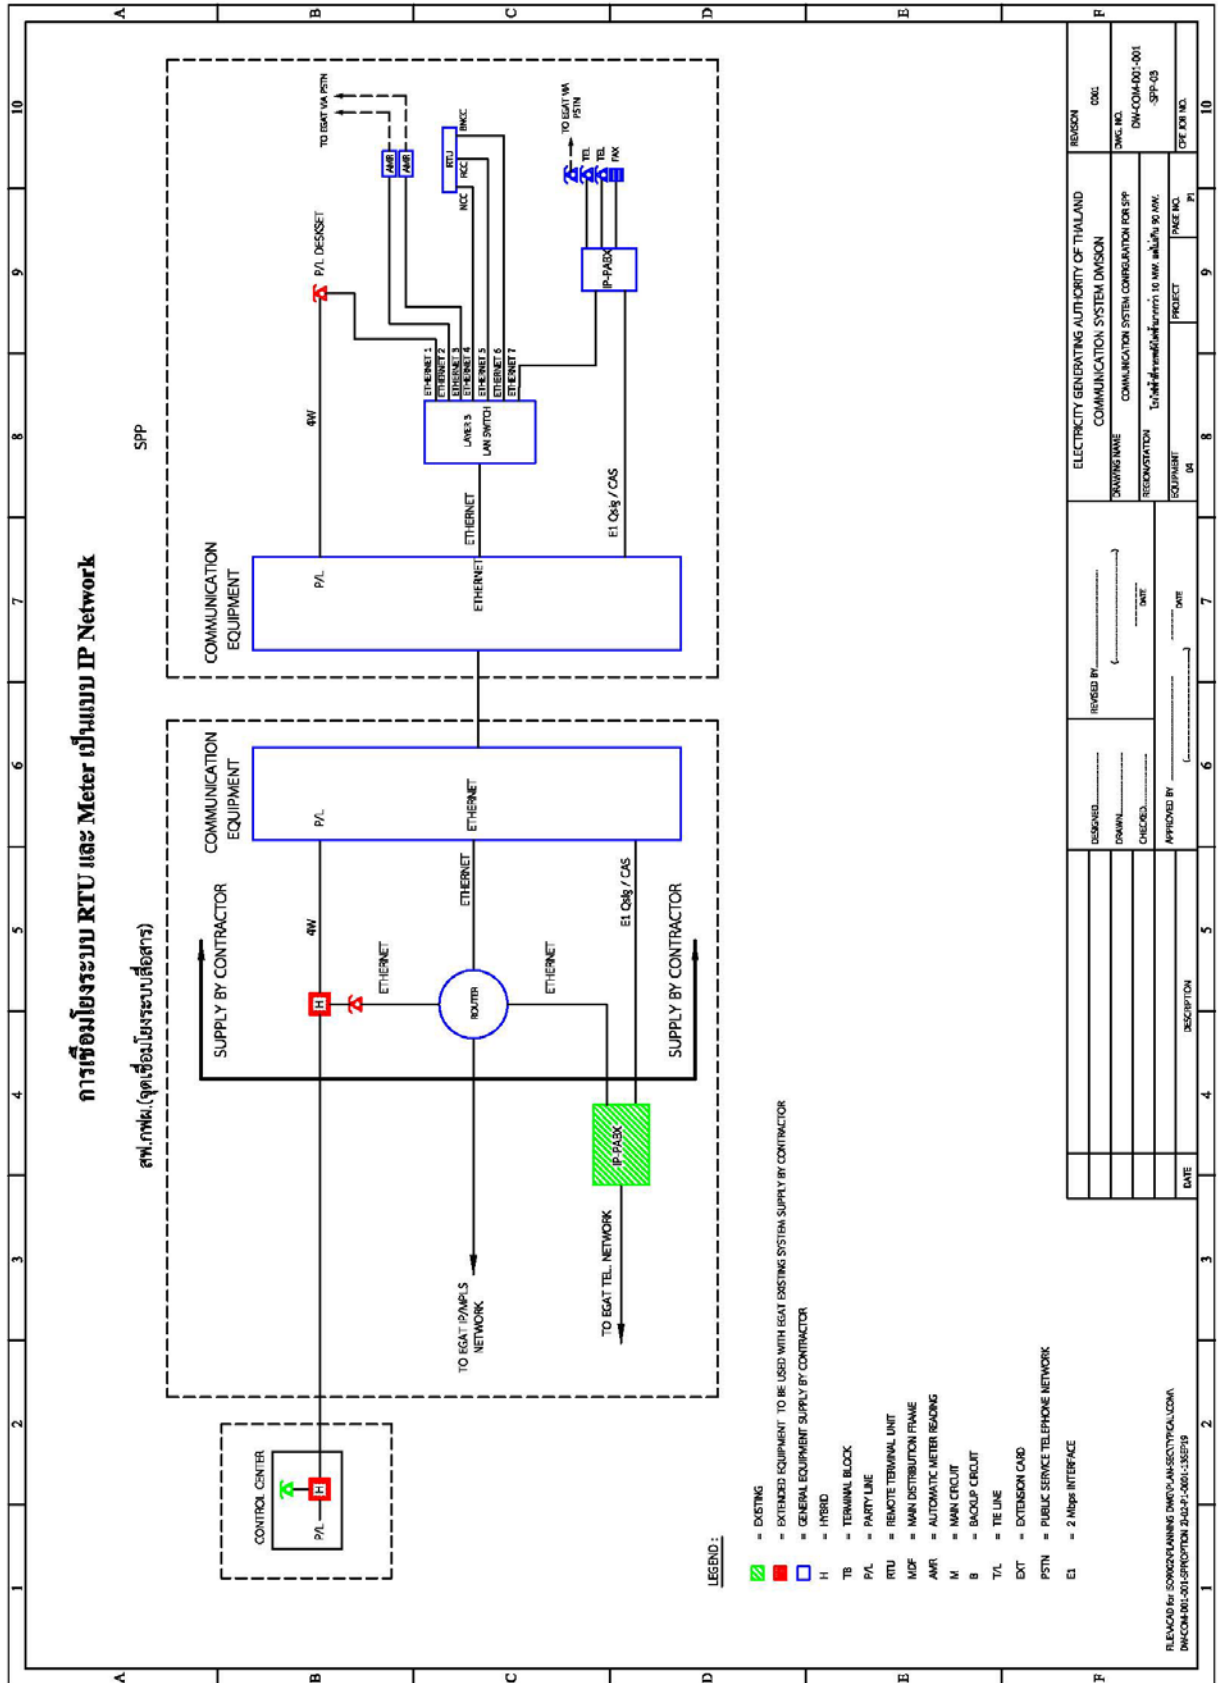 การเชื่อมโยงระบบ RTU และ Meter เป็นแบบ IP Network
สฟ.กฟผ.(จุดเชื่อมโยงระบบสื่อสาร)
SPP
CONTROL CENTER
P/L
H
SUPPLY BY CONTRACTOR
H
4W
ETHERNET
ROUTER
ETHERNET
ETHERNET
E1 Qsig / CAS
SUPPLY BY CONTRACTOR
IP-PABX
TO EGAT IP/MPLS
NETWORK
TO EGAT TEL. NETWORK
COMMUNICATION
EQUIPMENT
P/L
ETHERNET
COMMUNICATION
EQUIPMENT
P/L
ETHERNET
4W
ETHERNET
E1 Qsig / CAS
P/L DESKSET
LAYER 3
LAN SWITCH
ETHERNET 1
ETHERNET 2
ETHERNET 3
ETHERNET 4
ETHERNET 5
ETHERNET 6
ETHERNET 7
TO EGAT VIA PSTN
AMR
AMR
RTU
NCC
RCC
BNCC
IP-PABX
TO EGAT VIA
PSTN
TEL
TEL
FAX
LEGEND :
= EXISTING
= EXTENDED EQUIPMENT TO BE USED WITH EGAT EXISTING SYSTEM SUPPLY BY CONTRACTOR
= GENERAL EQUIPMENT SUPPLY BY CONTRACTOR
H = HYBRID
TB = TERMINAL BLOCK
P/L = PARTY LINE
RTU = REMOTE TERMINAL UNIT
MDF = MAIN DISTRIBUTION FRAME
AMR = AUTOMATIC METER READING
M = MAIN CIRCUIT
B = BACKUP CIRCUIT
T/L = TIE LINE
EXT = EXTENSION CARD
PSTN = PUBLIC SERVICE TELEPHONE NETWORK
E1 = 2 Mbps INTERFACE
DATE
DESCRIPTION
DESIGNED
DRAWN
CHECKED
REVISED BY
DATE
APPROVED BY
DATE
ELECTRICITY GENERATING AUTHORITY OF THAILAND
COMMUNICATION SYSTEM DIVISION
DRAWING NAME
COMMUNICATION SYSTEM CONFIGURATION FOR SPP
REGION/STATION
EQUIPMENT
04
PROJECT
PAGE NO.
P1
REVISION
0001
DWG. NO.
DW-COM-D01-001
-SPP-03
CPE JOB NO.
1 2 3 4 5 6 7 8 9 10
1 2 3 4 5 6 7 8 9 10
A B C D E F
A B C D E F